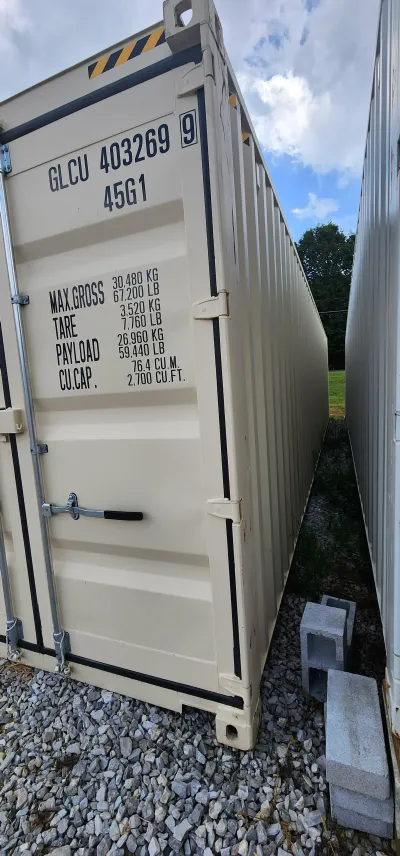 GLCU 403269 9
45G1
MAX.GROSS 30.480 KG
67.200 LB
TARE 3.520 KG
7.760 LB
PAYLOAD 26.960 KG
59.440 LB
CU.CAP. 76.4 CU.M.
2.700 CU.FT.